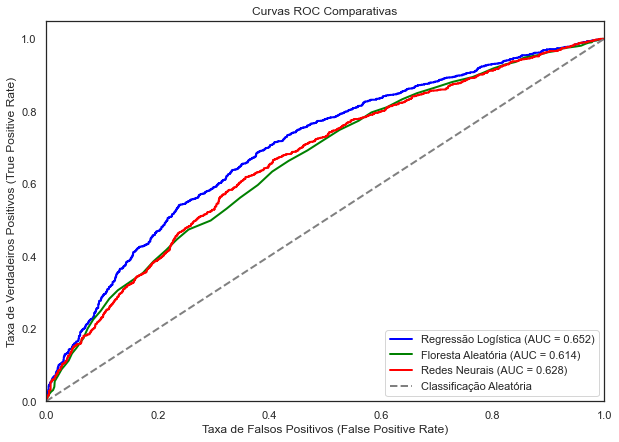 Curvas ROC Comparativas
Taxa de Verdadeiros Positivos (True Positive Rate)
1.0
0.8
0.6
0.4
0.2
0.0
Regressão Logística (AUC = 0.652)
Floresta Aleatória (AUC = 0.614)
Redes Neurais (AUC = 0.628)
Classificação Aleatória
0.0 0.2 0.4 0.6 0.8 1.0
Taxa de Falsos Positivos (False Positive Rate)